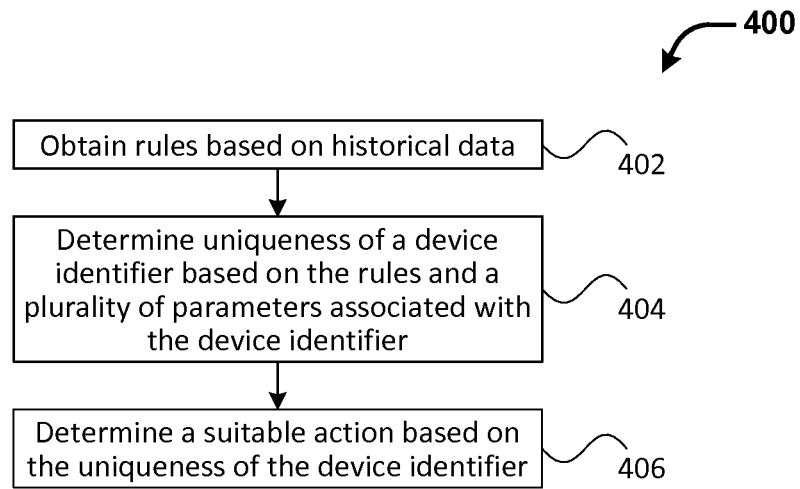 400
Obtain rules based on historical data
402
Determine uniqueness of a device
identifier based on the rules and a
plurality of parameters associated with
the device identifier
404
Determine a suitable action based on
the uniqueness of the device identifier
406